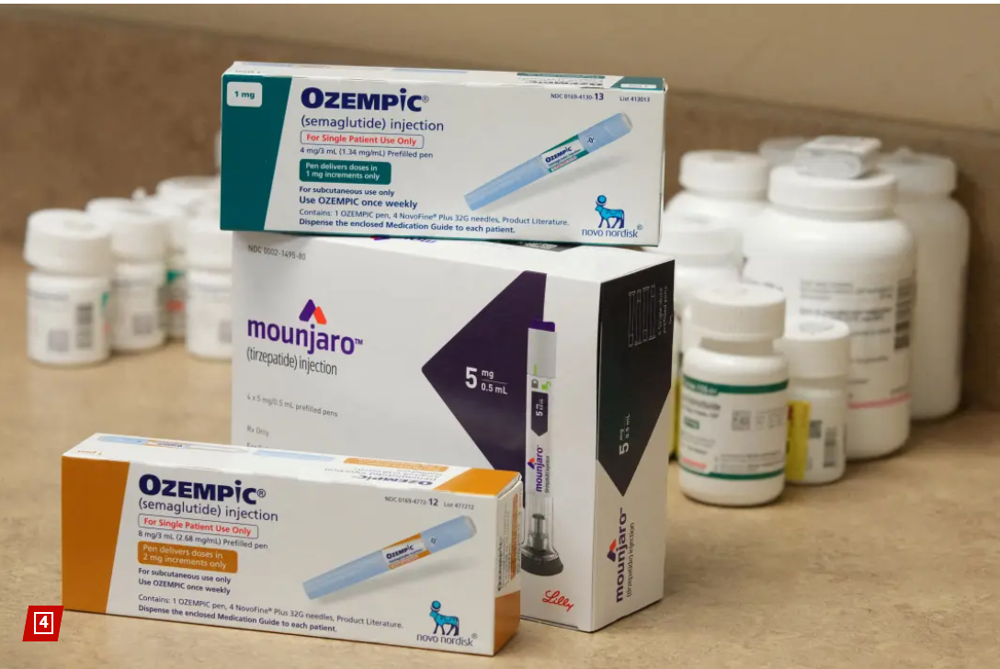 1 mg
OZEMPIC®
(semaglutide) injection
For Single Patient Use Only
4 mg/3 mL (1.34 mg/mL) Prefilled pen
Pen delivers doses in
1 mg increments only
For subcutaneous use only
Use OZEMPIC once weekly
Contains: 1 OZEMPIC pen, 4 NovoFine® Plus 32G needles, Product Literature.
Dispense the enclosed Medication Guide to each patient.
NDC 0169-4130-13 List 413013
OZEMPIC
novo nordisk®
NDC 0002-1495-80
mounjaro™
(tirzepatide) injection
4 x 5 mg/0.5 mL prefilled pens
Rx Only
5 mg
0.5 mL
5
mounjaro
Lilly
5 mg
0.5 mL
mounjaro™
(tirzepatide) injection
OZEMPIC
OZEMPIC®
(semaglutide) injection
For Single Patient Use Only
8 mg/3 mL (2.68 mg/mL) Prefilled pen
Pen delivers doses in
2 mg increments only
For subcutaneous use only
Use OZEMPIC once weekly
Contains: 1 OZEMPIC pen, 4 NovoFine® Plus 32G needles, Product Literature.
Dispense the enclosed Medication Guide to each patient.
NDC 0169-4772-12 List 477212
OZEMPIC
novo nordisk®
4